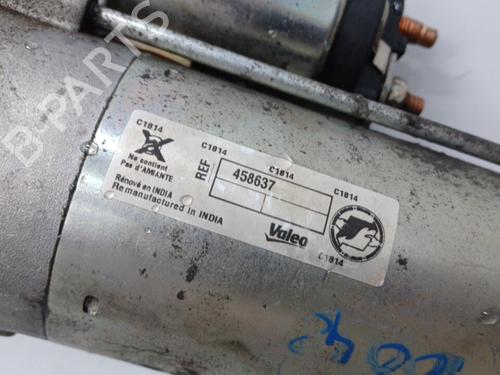 B-PARTS
C1814
C1814
C1814
C1814
Ne contient
Pas d'AMIANTE
REF
458637
Rénové en INDIA
Remanufactured in INDIA
Valeo
C1814